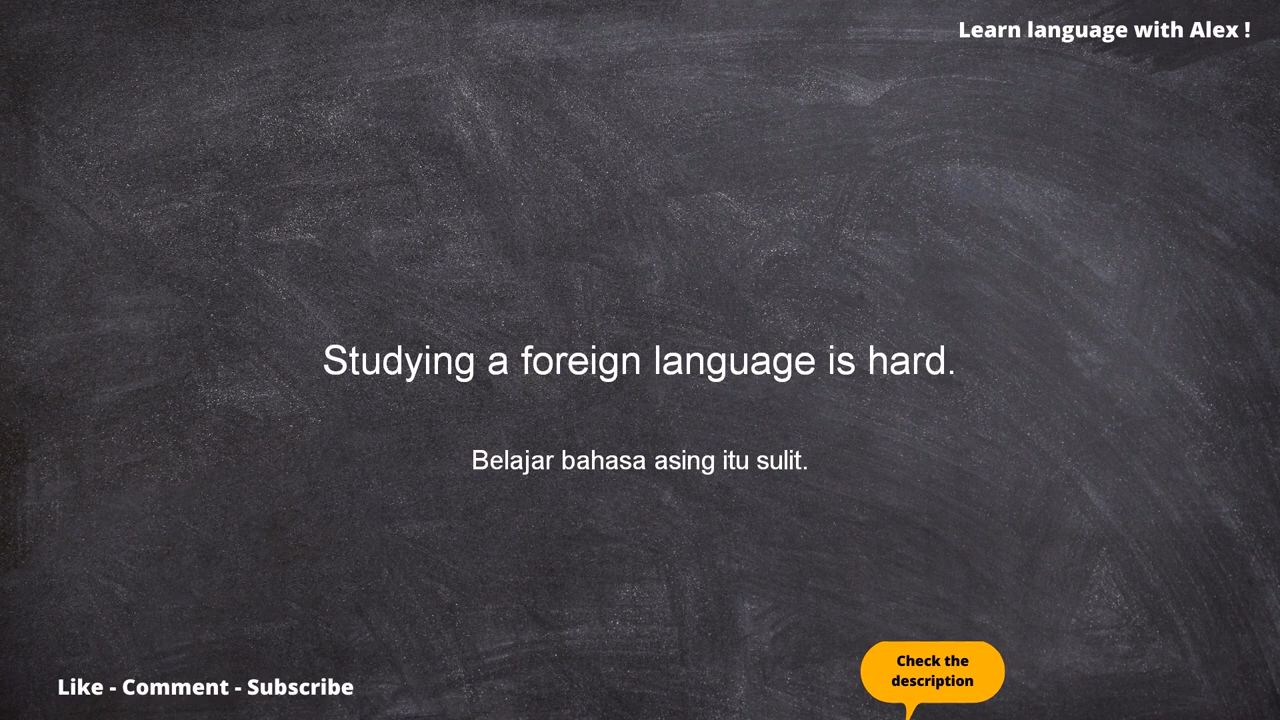 Learn language with Alex !
Studying a foreign language is hard.
Belajar bahasa asing itu sulit.
Check the
description
Like - Comment - Subscribe